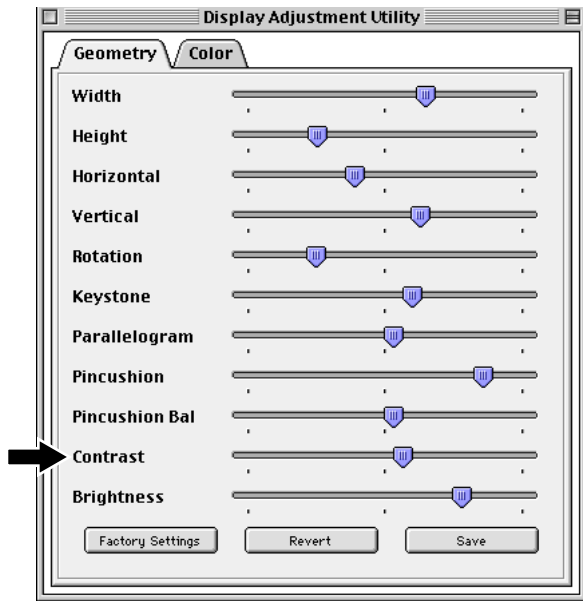 Display Adjustment Utility
Geometry Color
Width
Height
Horizontal
Vertical
Rotation
Keystone
Parallelogram
Pincushion
Pincushion Bal
Contrast
Brightness
Factory Settings Revert Save